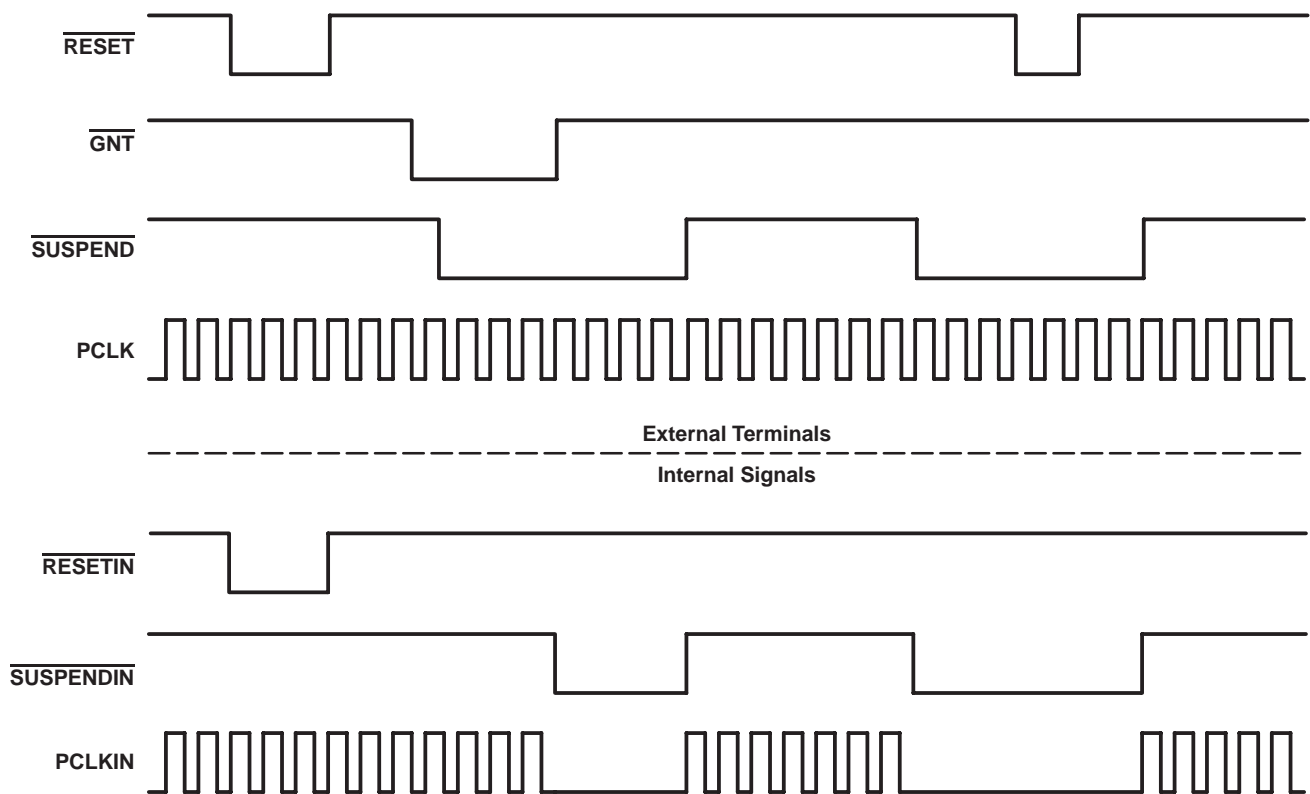 RESET
GNT
SUSPEND
PCLK
External Terminals
Internal Signals
RESETIN
SUSPENDIN
PCLKIN